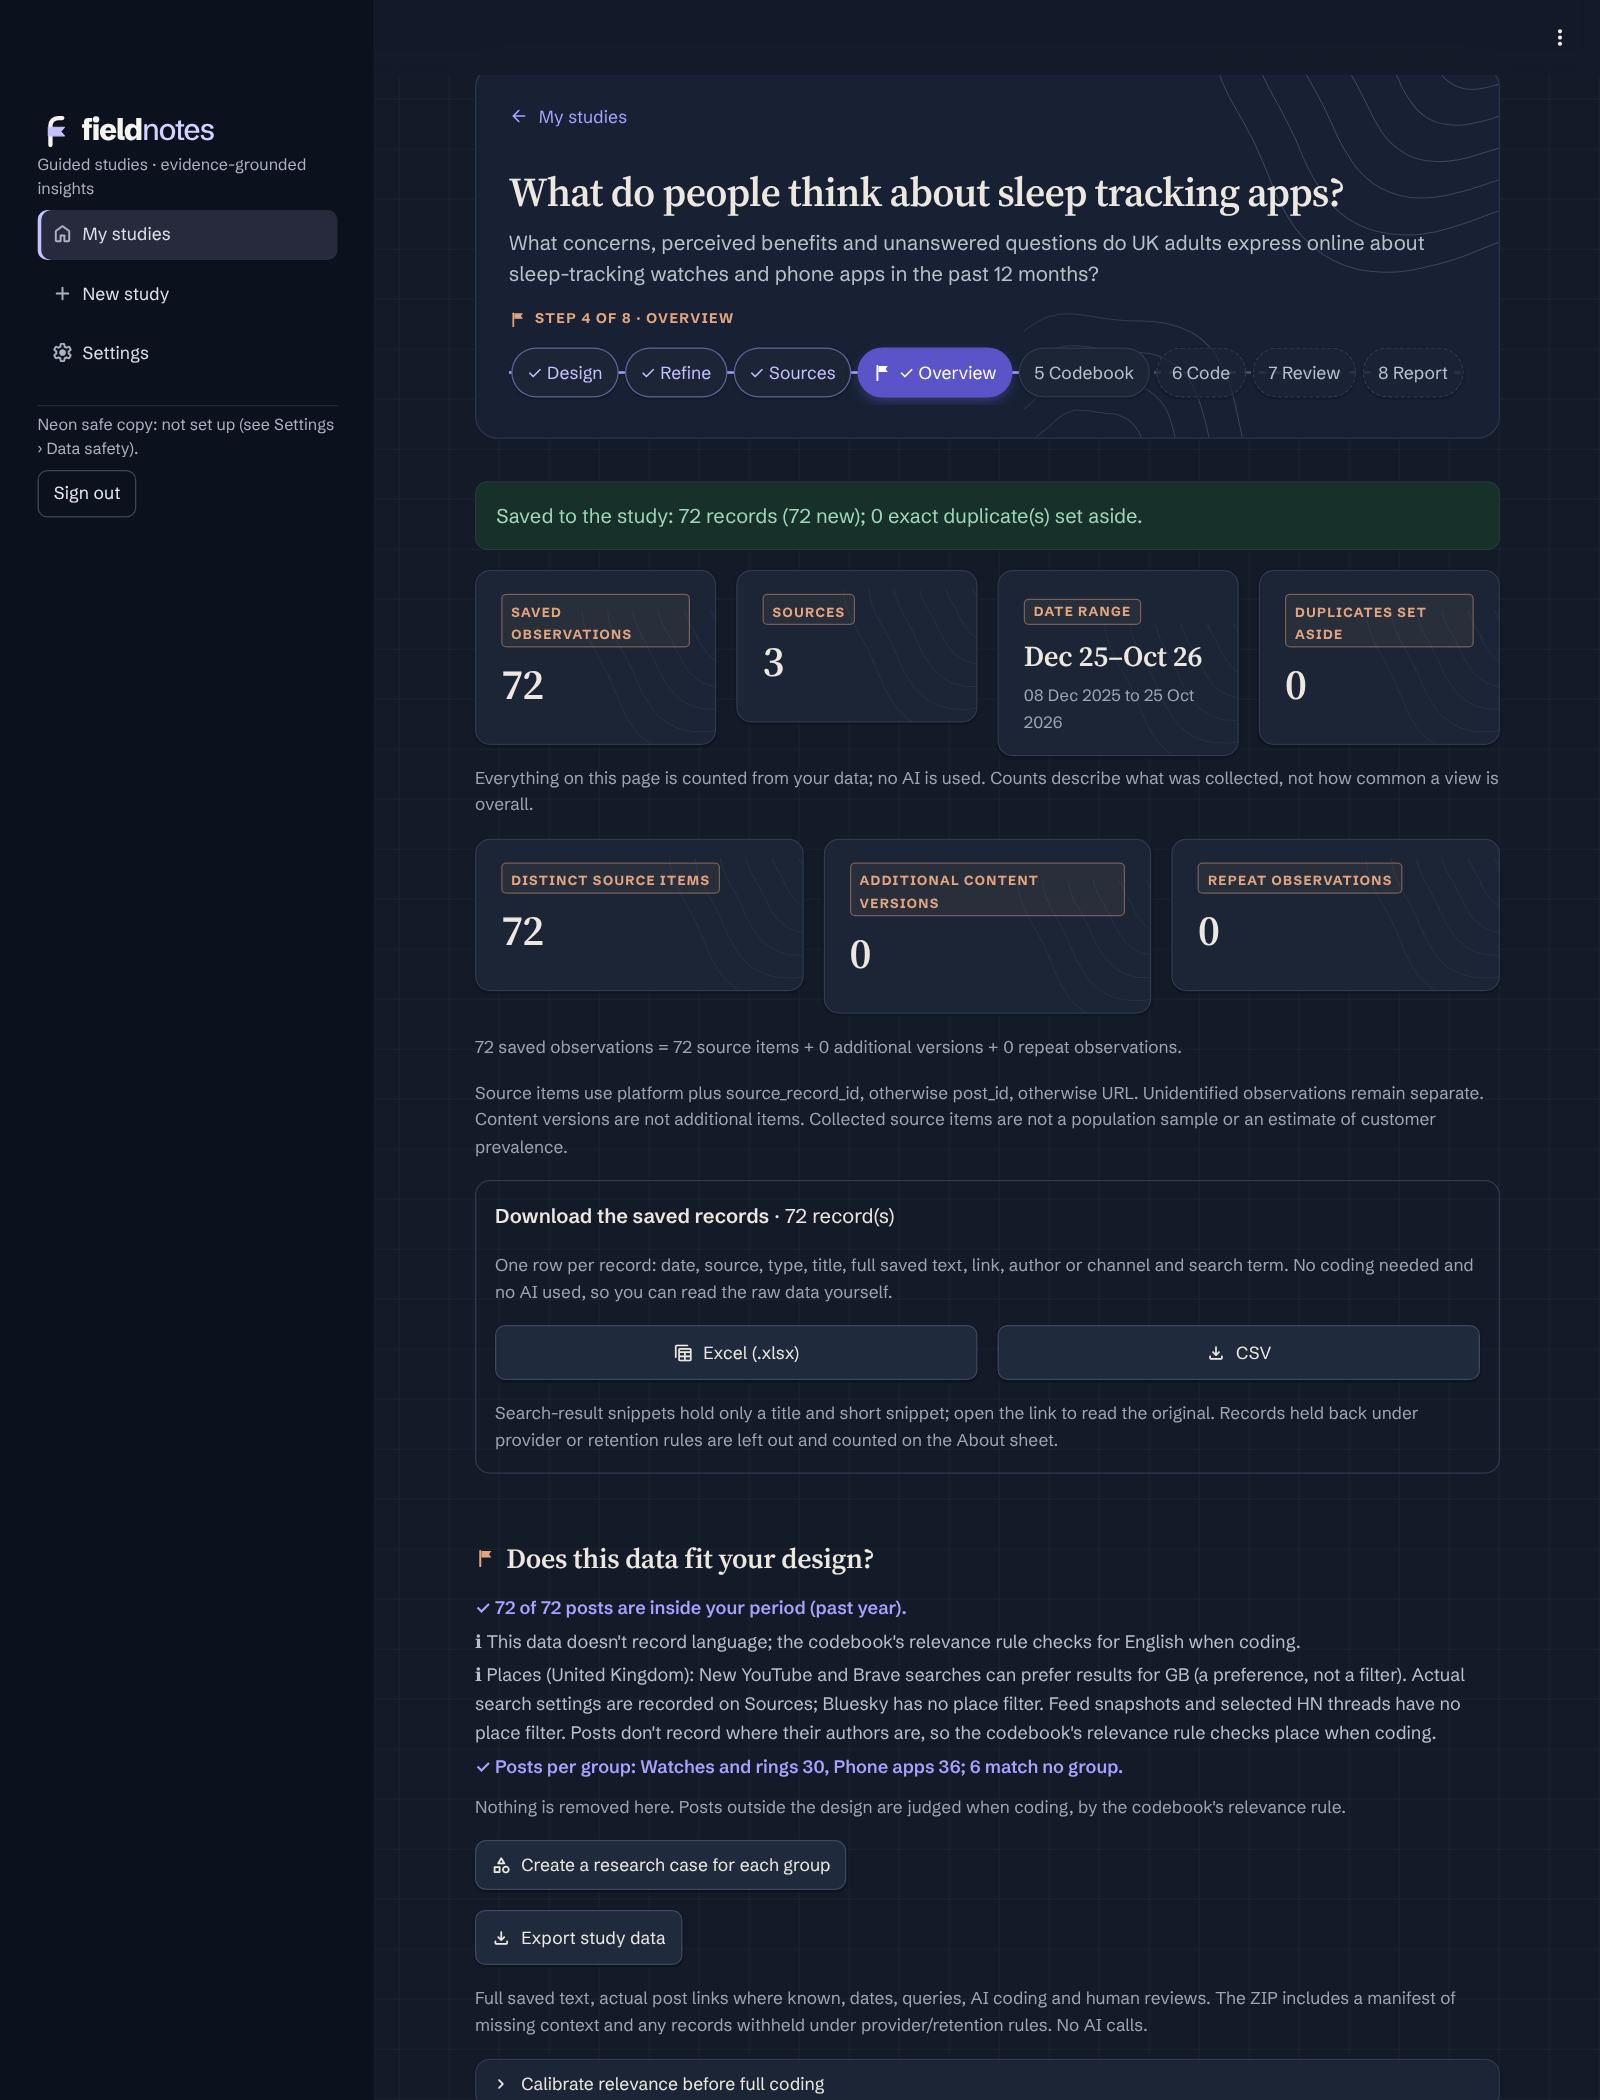 fieldnotes
Guided studies · evidence-grounded
insights
My studies
New study
Settings
Neon safe copy: not set up (see Settings
› Data safety).
Sign out
← My studies
What do people think about sleep tracking apps?
What concerns, perceived benefits and unanswered questions do UK adults express online about
sleep-tracking watches and phone apps in the past 12 months?
STEP 4 OF 8 · OVERVIEW
✓ Design
✓ Refine
✓ Sources
✓ Overview
5 Codebook
6 Code
7 Review
8 Report
Saved to the study: 72 records (72 new); 0 exact duplicate(s) set aside.
SAVED
OBSERVATIONS
72
SOURCES
3
DATE RANGE
Dec 25–Oct 26
08 Dec 2025 to 25 Oct
2026
DUPLICATES SET
ASIDE
0
Everything on this page is counted from your data; no AI is used. Counts describe what was collected, not how common a view is
overall.
DISTINCT SOURCE ITEMS
72
ADDITIONAL CONTENT
VERSIONS
0
REPEAT OBSERVATIONS
0
72 saved observations = 72 source items + 0 additional versions + 0 repeat observations.
Source items use platform plus source_record_id, otherwise post_id, otherwise URL. Unidentified observations remain separate.
Content versions are not additional items. Collected source items are not a population sample or an estimate of customer
prevalence.
Download the saved records · 72 record(s)
One row per record: date, source, type, title, full saved text, link, author or channel and search term. No coding needed and
no AI used, so you can read the raw data yourself.
Excel (.xlsx)
CSV
Search-result snippets hold only a title and short snippet; open the link to read the original. Records held back under
provider or retention rules are left out and counted on the About sheet.
Does this data fit your design?
✓ 72 of 72 posts are inside your period (past year).
ℹ This data doesn't record language; the codebook's relevance rule checks for English when coding.
ℹ Places (United Kingdom): New YouTube and Brave searches can prefer results for GB (a preference, not a filter). Actual
search settings are recorded on Sources; Bluesky has no place filter. Feed snapshots and selected HN threads have no
place filter. Posts don't record where their authors are, so the codebook's relevance rule checks place when coding.
✓ Posts per group: Watches and rings 30, Phone apps 36; 6 match no group.
Nothing is removed here. Posts outside the design are judged when coding, by the codebook's relevance rule.
Create a research case for each group
Export study data
Full saved text, actual post links where known, dates, queries, AI coding and human reviews. The ZIP includes a manifest of
missing context and any records withheld under provider/retention rules. No AI calls.
Calibrate relevance before full coding